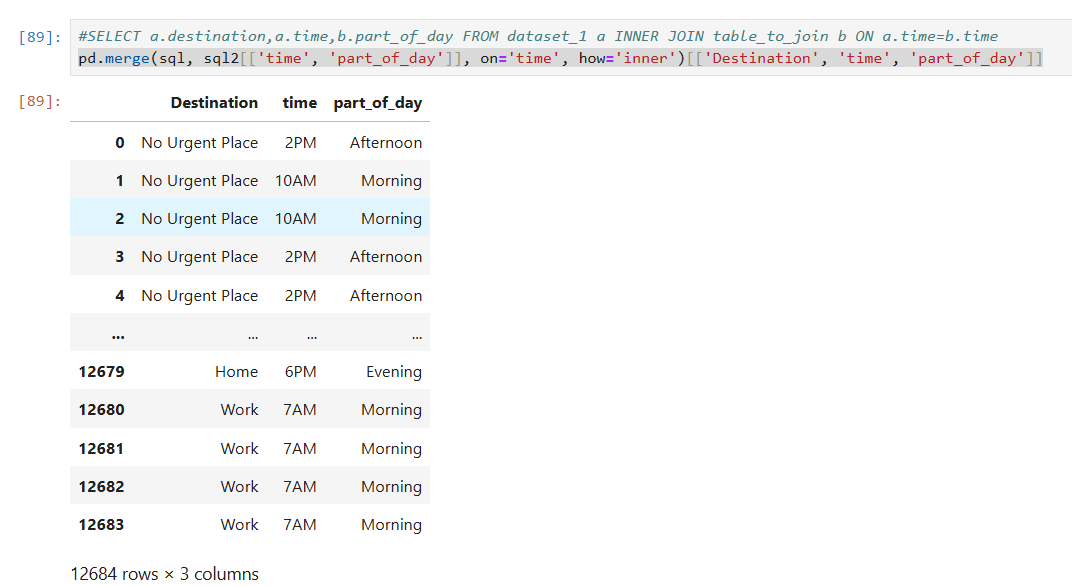 [89]: #SELECT a.destination,a.time,b.part_of_day FROM dataset_1 a INNER JOIN table_to_join b ON a.time=b.time
pd.merge(sql, sql2[['time', 'part_of_day']], on='time', how='inner')[['Destination', 'time', 'part_of_day']]
[89]:
Destination time part_of_day
0 No Urgent Place 2PM Afternoon
1 No Urgent Place 10AM Morning
2 No Urgent Place 10AM Morning
3 No Urgent Place 2PM Afternoon
4 No Urgent Place 2PM Afternoon
... ... ... ...
12679 Home 6PM Evening
12680 Work 7AM Morning
12681 Work 7AM Morning
12682 Work 7AM Morning
12683 Work 7AM Morning
12684 rows × 3 columns